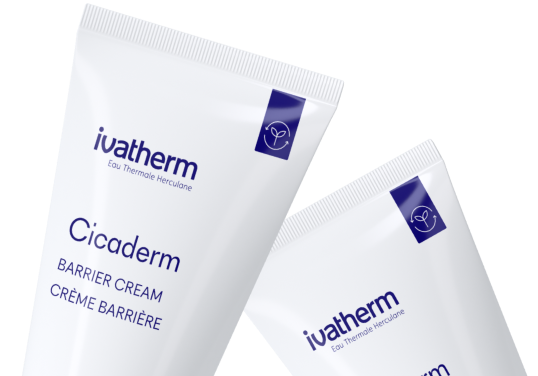 ivatherm
Eau Thermale Herculane
Cicaderm
BARRIER CREAM
CRÈME BARRIÈRE
ivatherm
Eau Thermale Herculane